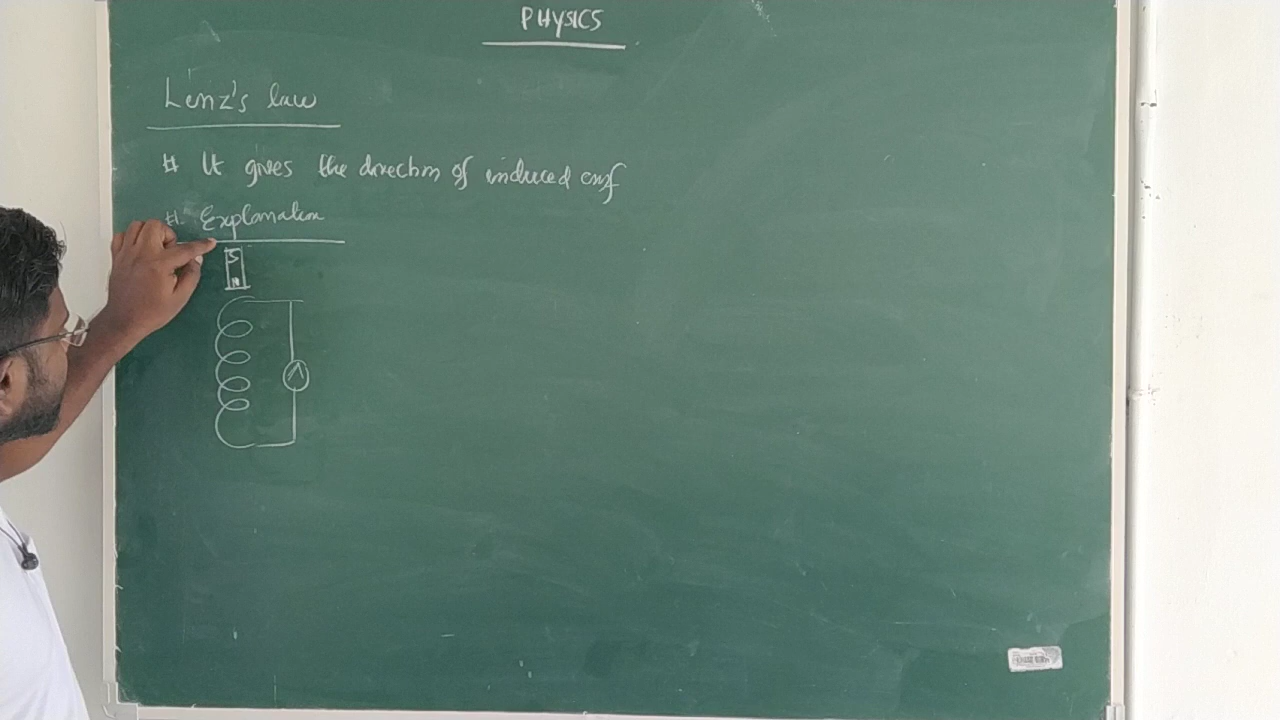 PHYSICS
Lenz's law
# It gives the direction of induced emf
#. Explanation
S
N
A